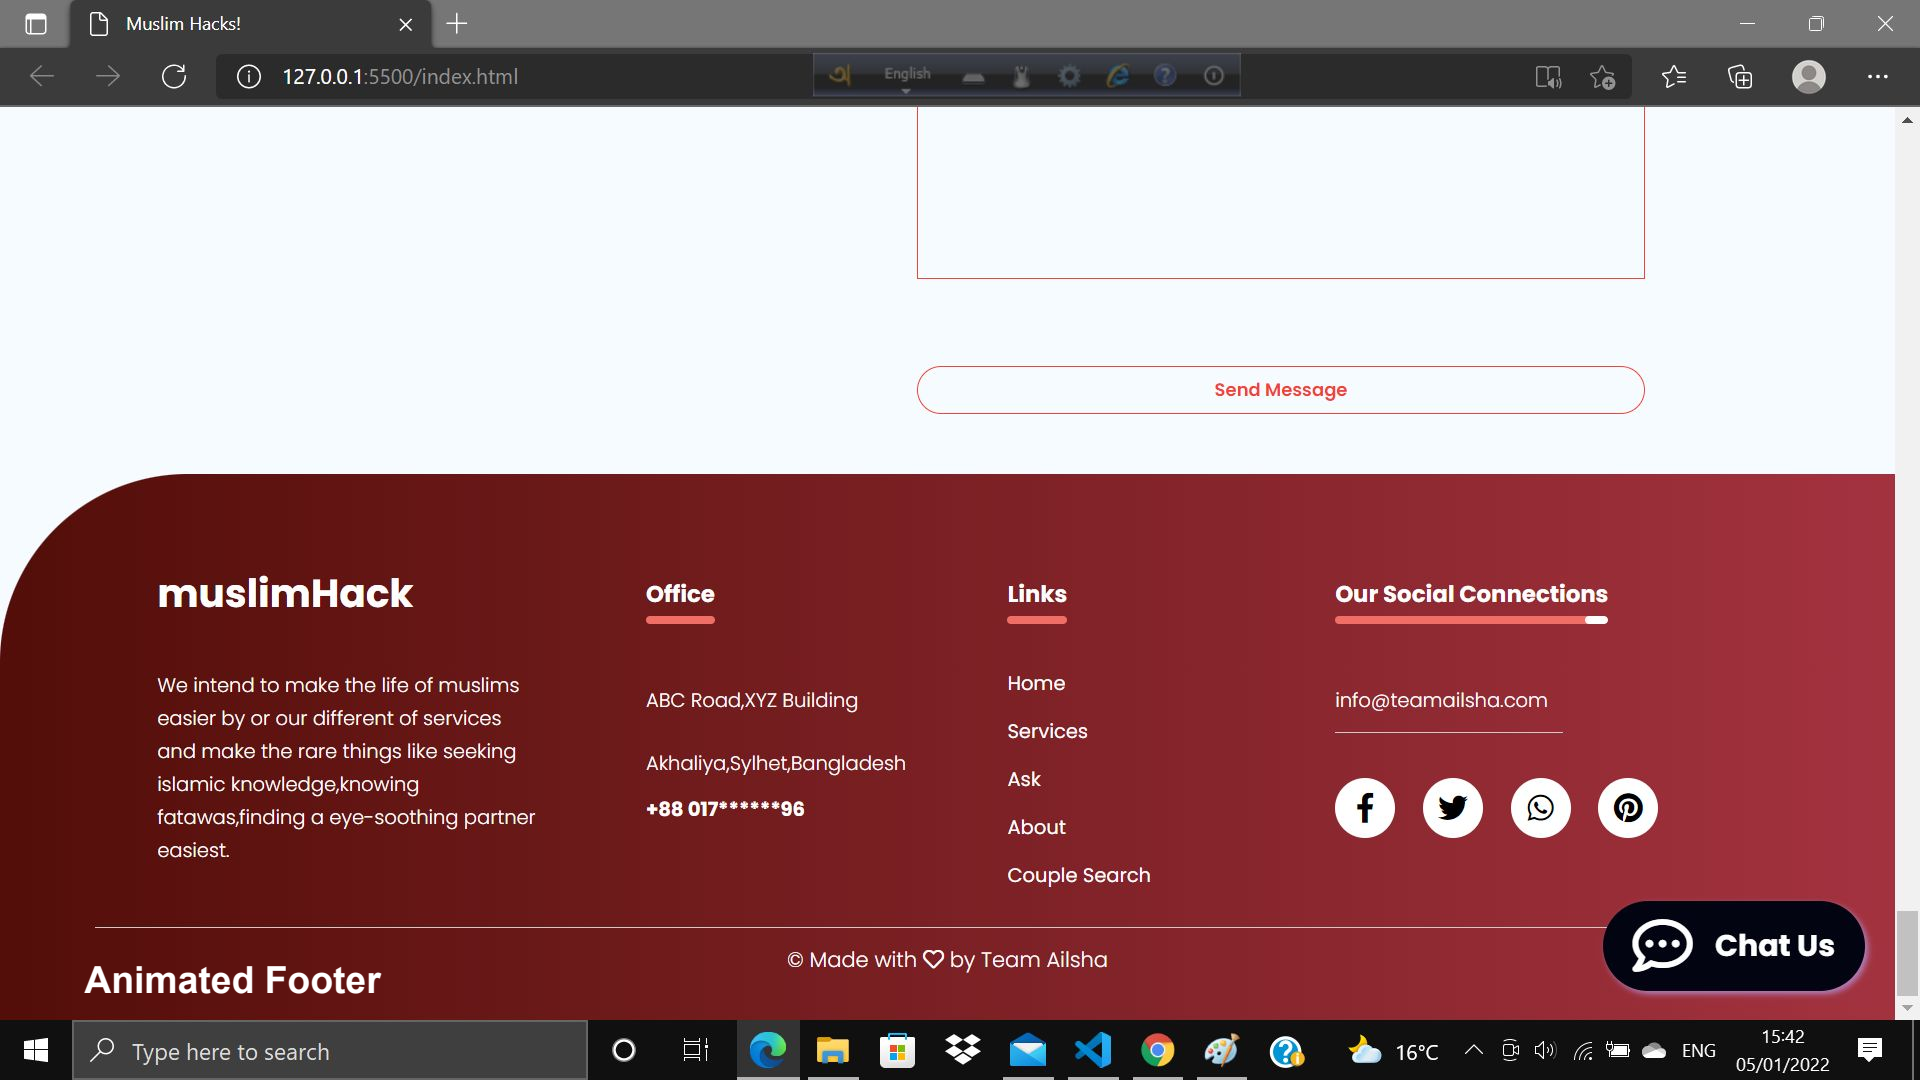 Muslim Hacks!
127.0.0.1:5500/index.html
English
Send Message
muslimHack
We intend to make the life of muslims
easier by or our different of services
and make the rare things like seeking
islamic knowledge,knowing
fatawas,finding a eye-soothing partner
easiest.
Office
ABC Road,XYZ Building
Akhaliya,Sylhet,Bangladesh
+88 017******96
Links
Home
Services
Ask
About
Couple Search
Our Social Connections
info@teamailsha.com
Chat Us
© Made with by Team Ailsha
Animated Footer
Type here to search
16°C
ENG
15:42
05/01/2022